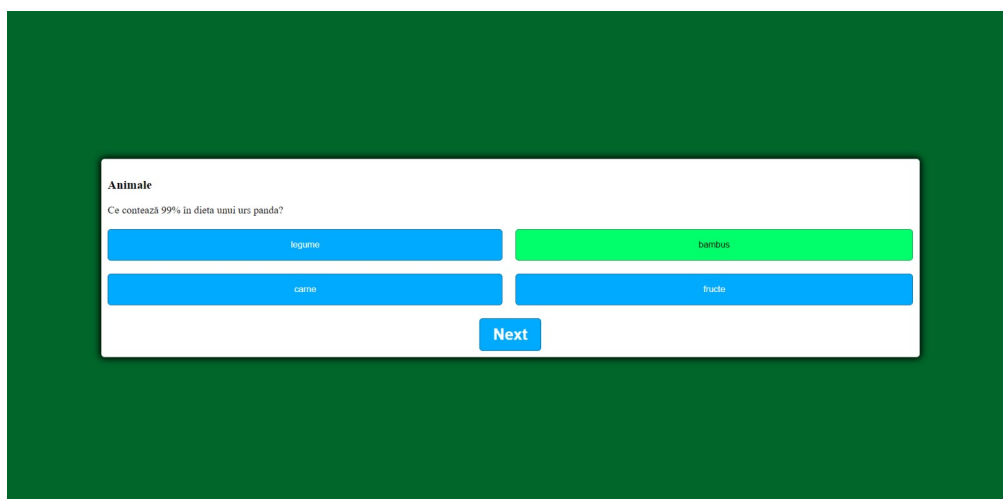 Animale
Ce contează 99% în dieta unui urs panda?
legume
bambus
carne
fructe
Next